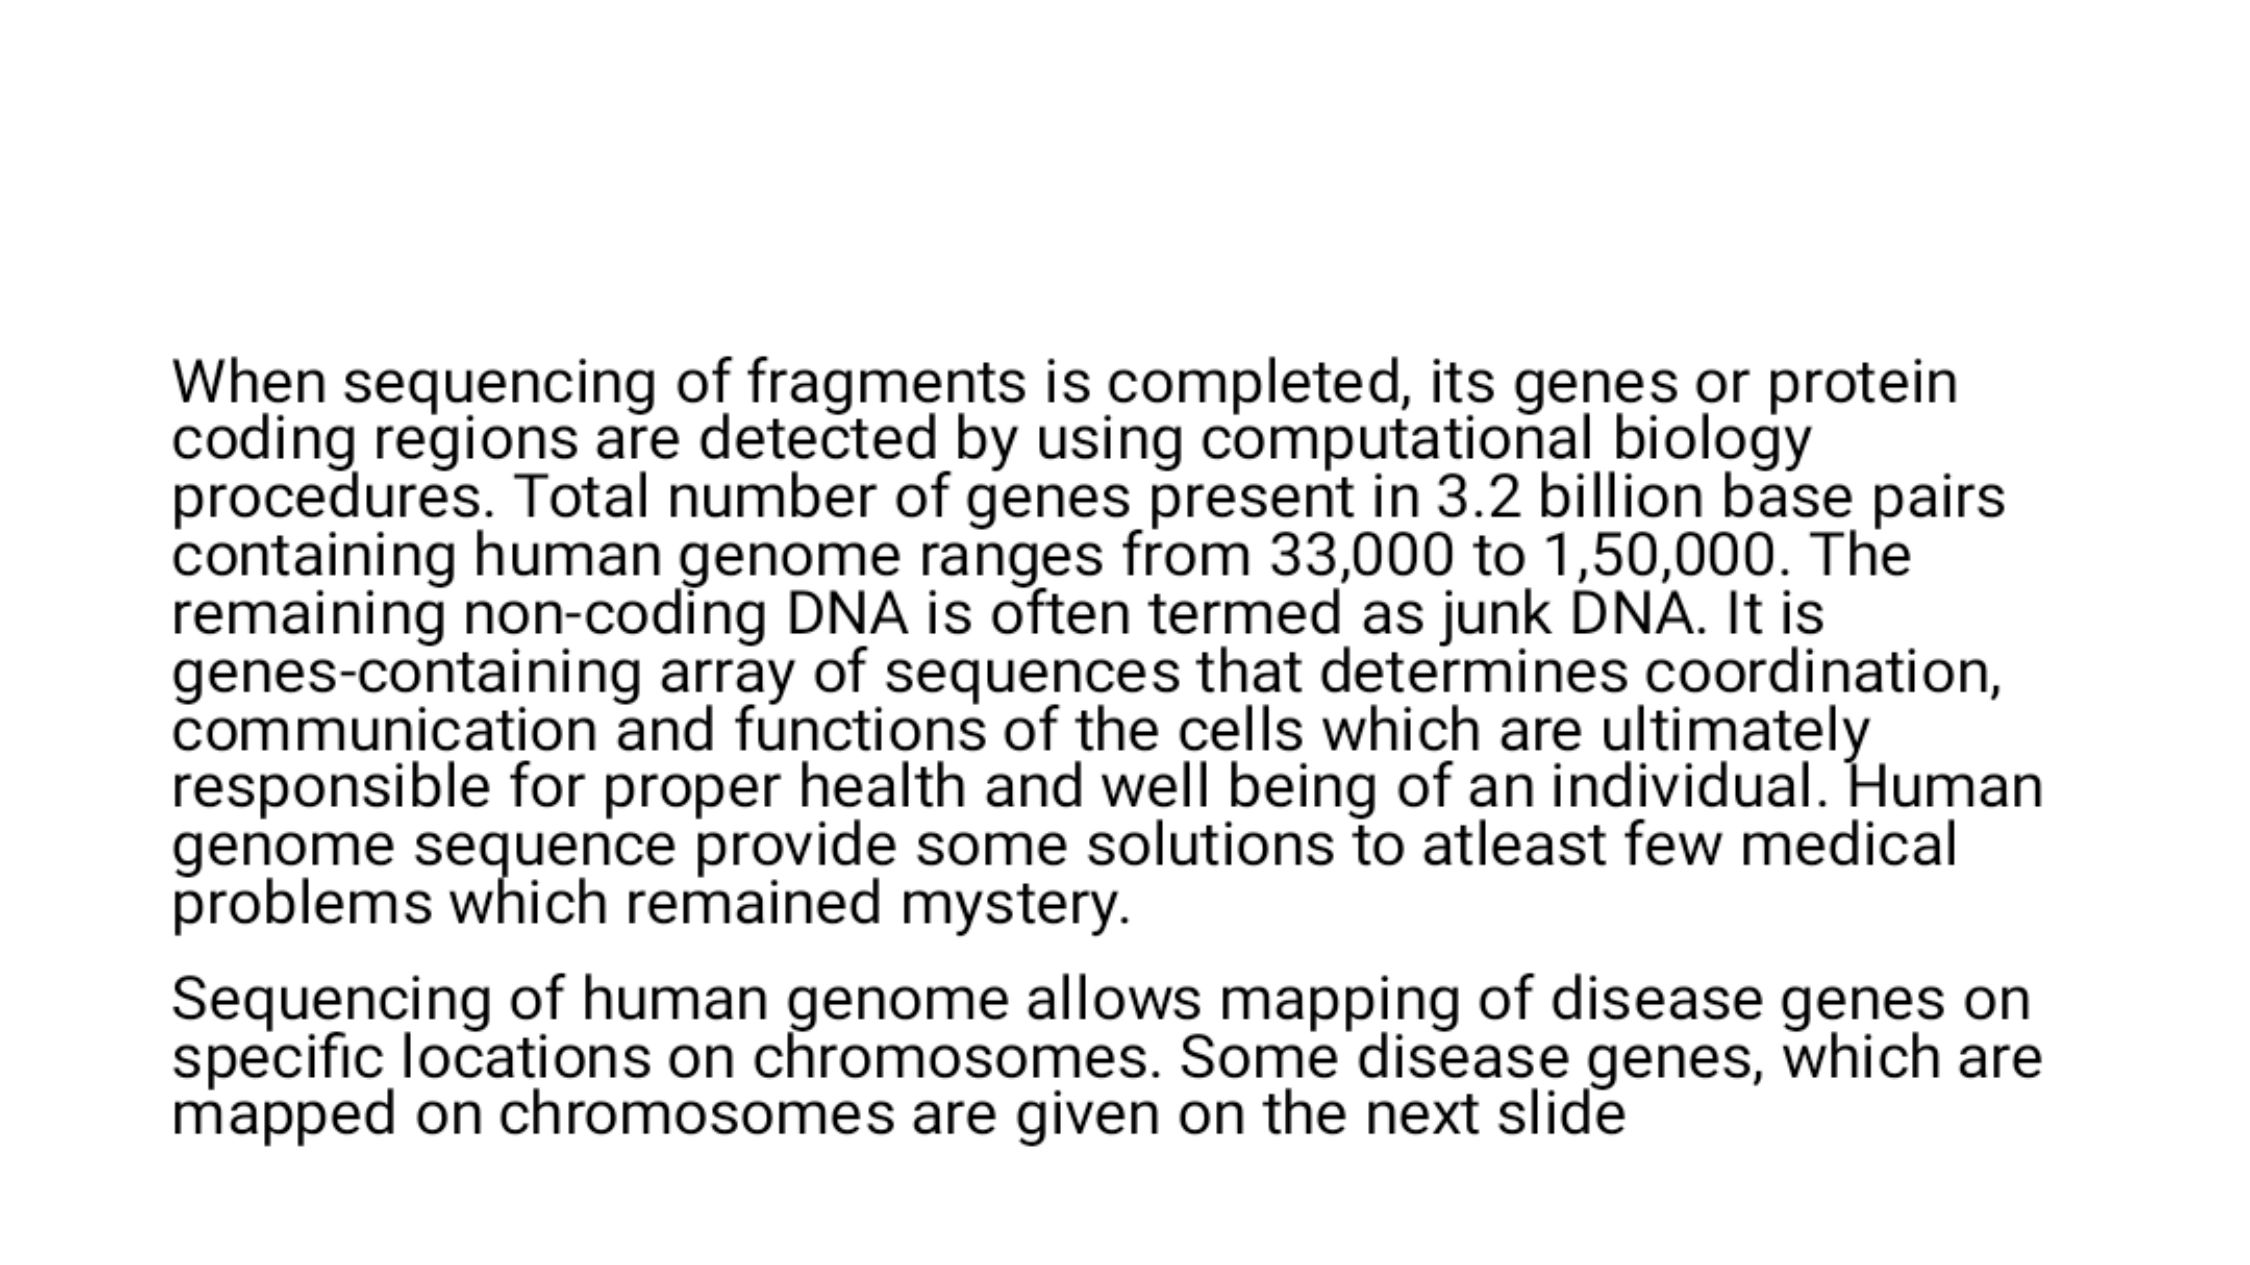 When sequencing of fragments is completed, its genes or protein
coding regions are detected by using computational biology
procedures. Total number of genes present in 3.2 billion base pairs
containing human genome ranges from 33,000 to 1,50,000. The
remaining non-coding DNA is often termed as junk DNA. It is
genes-containing array of sequences that determines coordination,
communication and functions of the cells which are ultimately
responsible for proper health and well being of an individual. Human
genome sequence provide some solutions to atleast few medical
problems which remained mystery.
Sequencing of human genome allows mapping of disease genes on
specific locations on chromosomes. Some disease genes, which are
mapped on chromosomes are given on the next slide